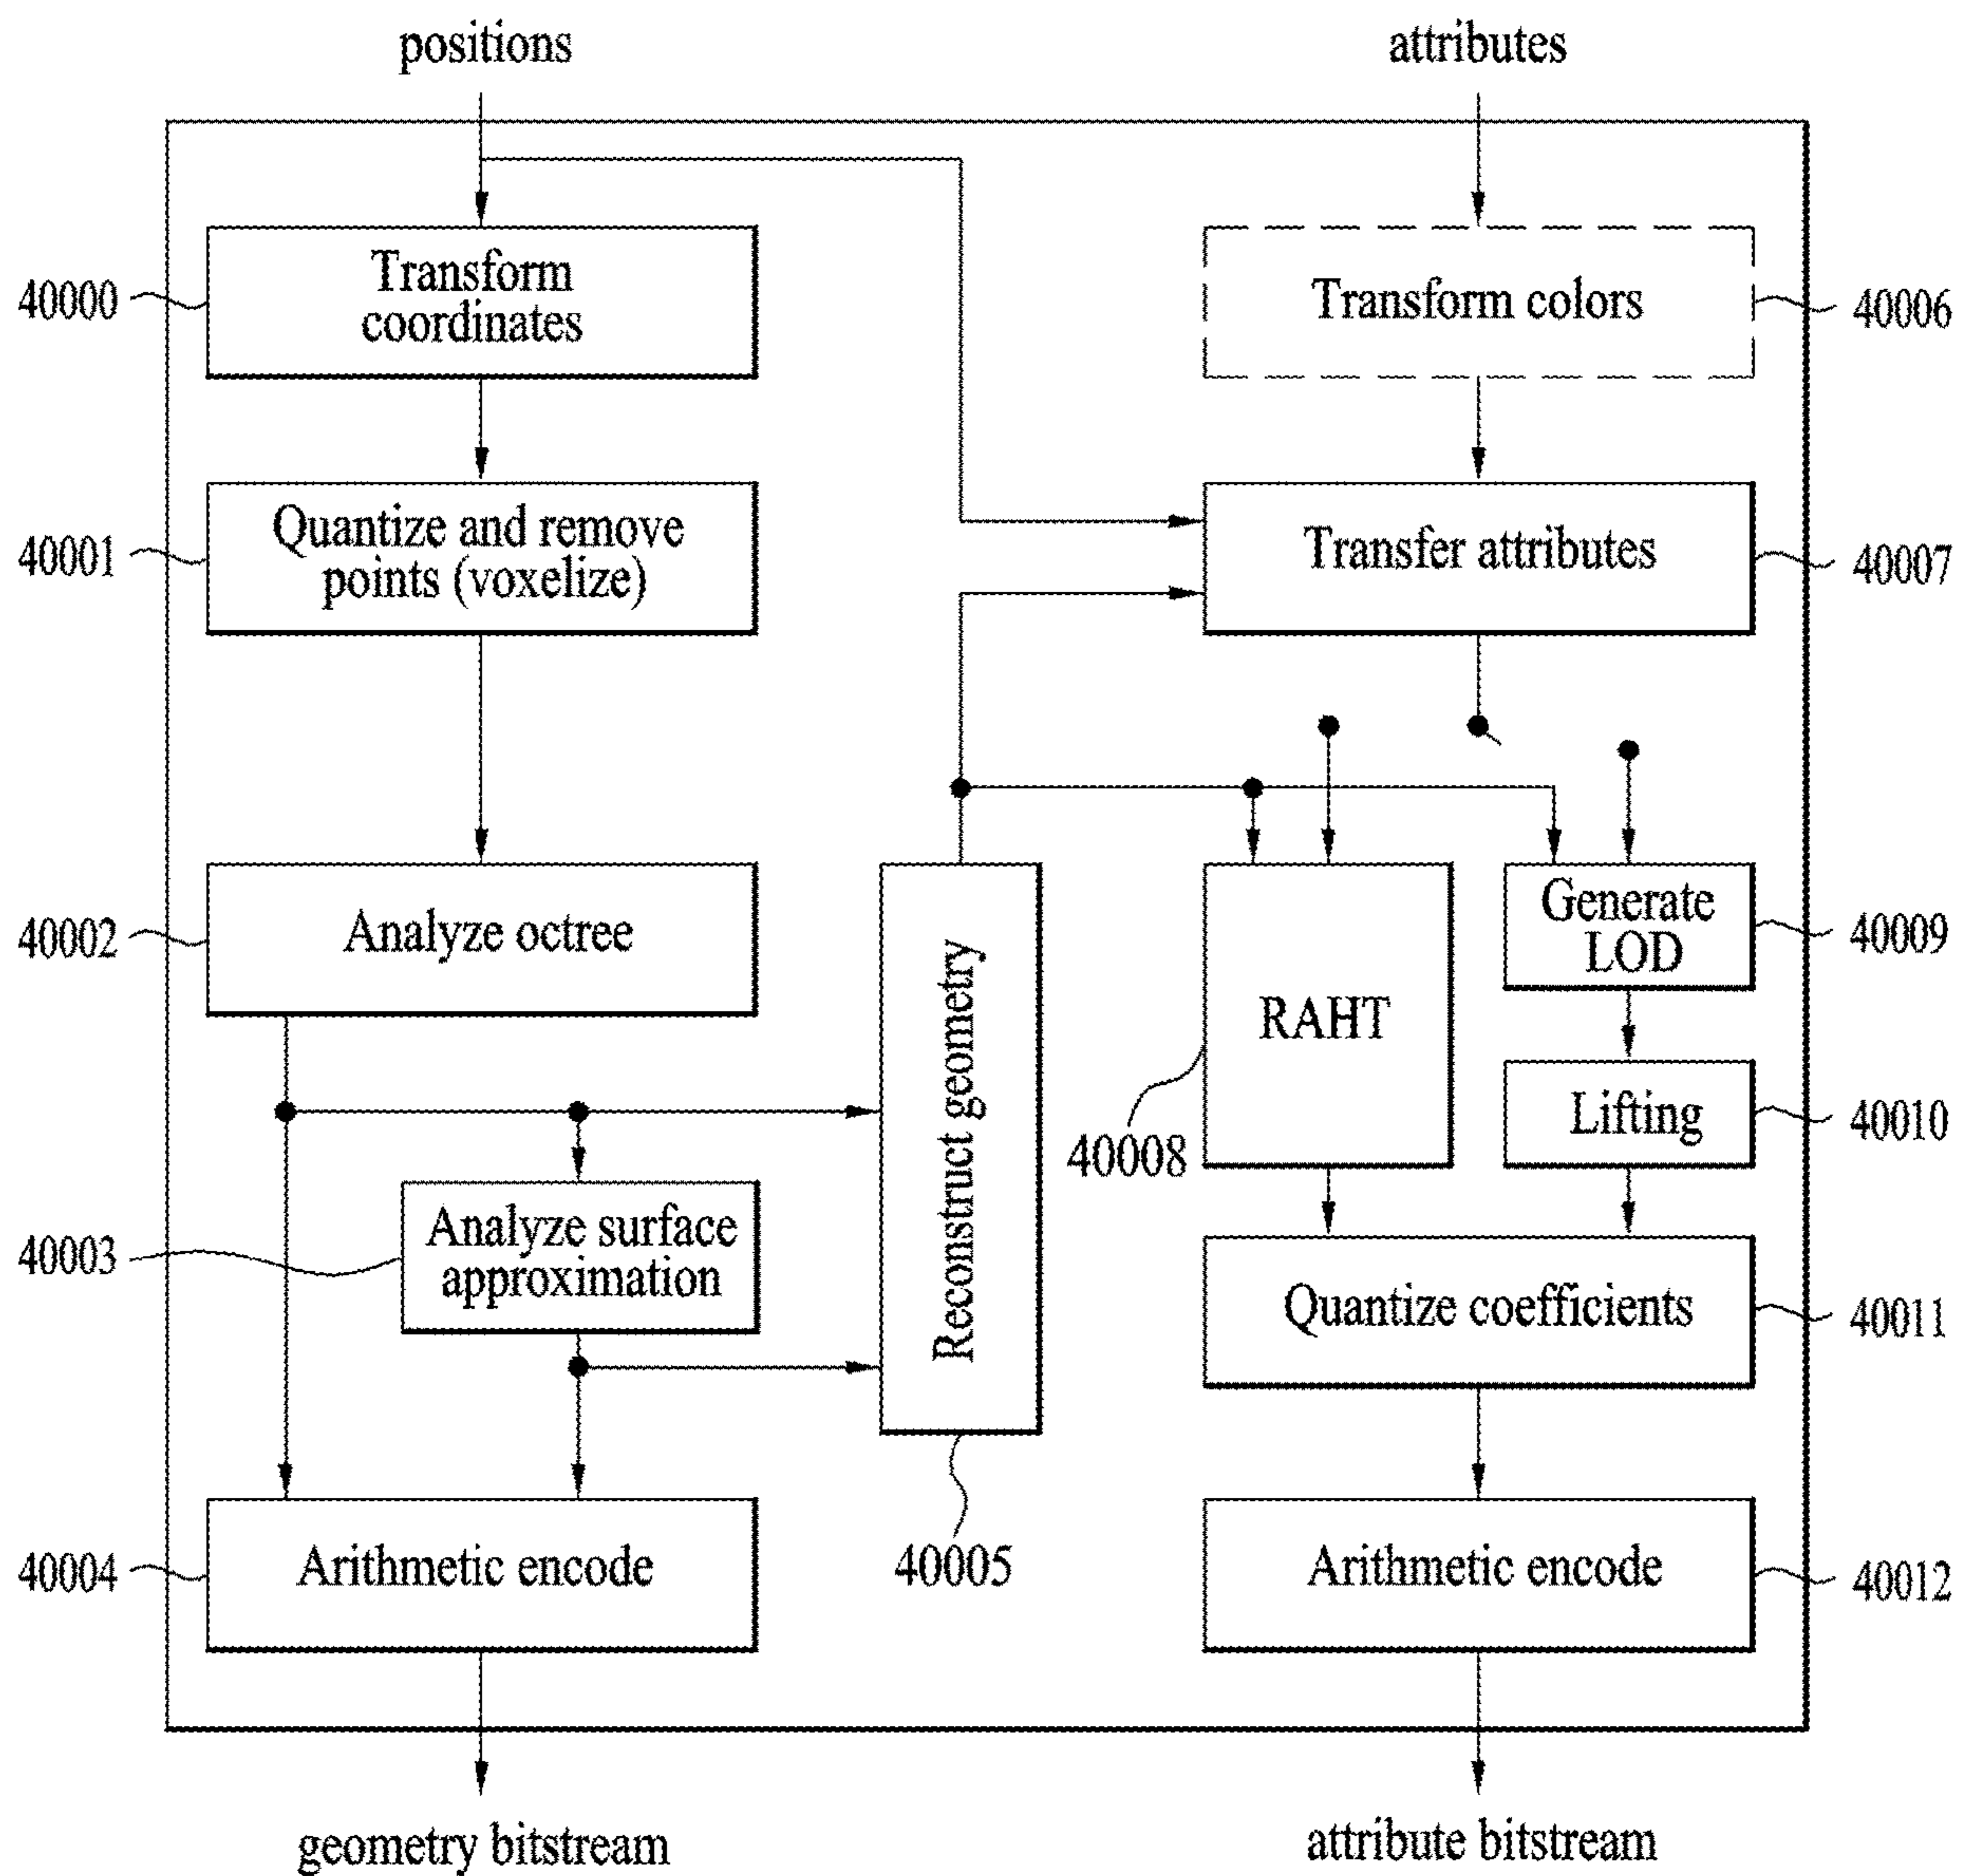 positions
attributes
Transform
coordinates
40000
Transform colors
40006
Quantize and remove
points (voxelize)
40001
Transfer attributes
40007
Analyze octree
40002
Reconstruct geometry
40005
RAHT
40008
Generate
LOD
40009
Lifting
40010
Analyze surface
approximation
40003
Quantize coefficients
40011
Arithmetic encode
40004
Arithmetic encode
40012
geometry bitstream
attribute bitstream